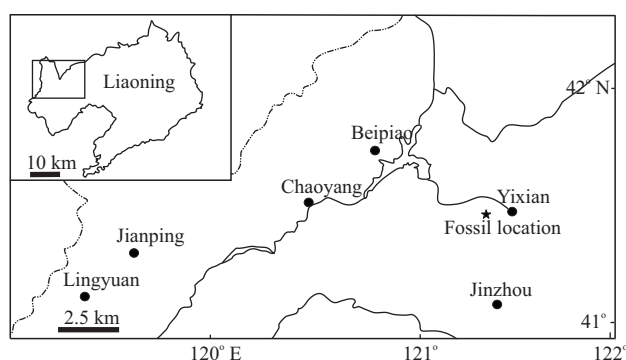 Liaoning
42° N
10 km
Beipiao
Chaoyang
Yixian
Fossil location
Jianping
Lingyuan
Jinzhou
2.5 km
41°
120° E
121°
122°